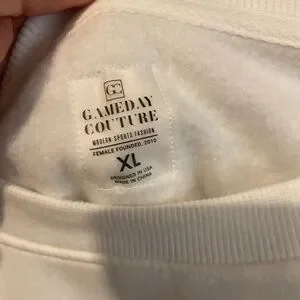 GC
GAMEDAY
COUTURE
MODERN SPORTS FASHION
FEMALE FOUNDED, 2010
XL
DESIGNED IN USA
MADE IN CHINA